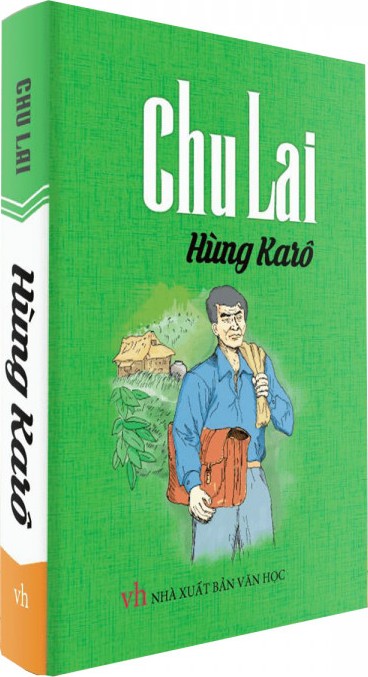 CHU LAI
Hùng Karô
vh
Chu Lai
Hùng Karô
vh NHÀ XUẤT BẢN VĂN HỌC